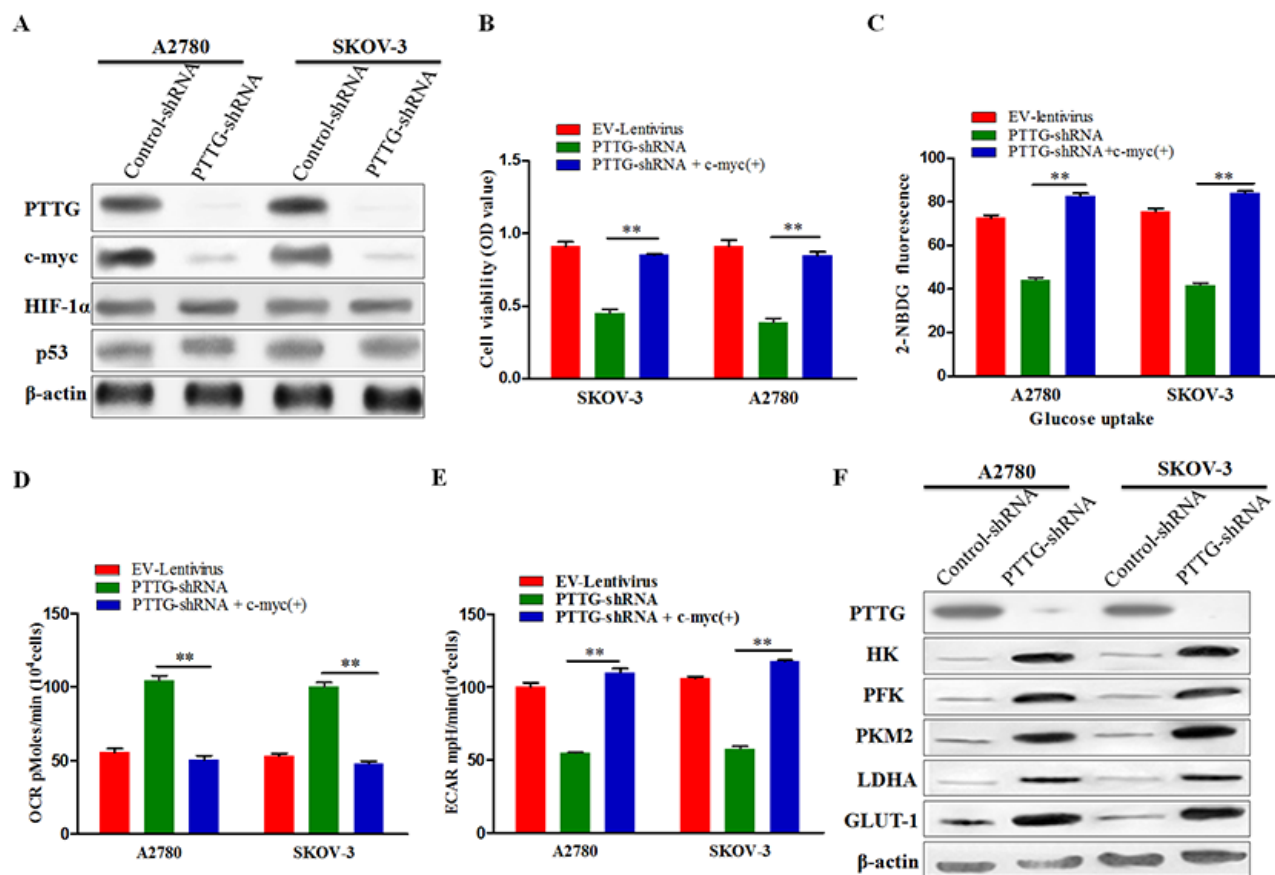 A
A2780 SKOV-3
Control-shRNA PTTG-shRNA Control-shRNA PTTG-shRNA
PTTG
c-myc
HIF-1α
p53
β-actin
B
EV-Lentivirus
PTTG-shRNA
PTTG-shRNA + c-myc(+)
Cell viability (OD value)
1.5
1.0
0.5
0.0
** **
SKOV-3 A2780
C
EV-lentivirus
PTTG-shRNA
PTTG-shRNA+c-myc(+)
2-NBDG fluorescence
100
80
60
40
20
0
** **
A2780 SKOV-3
Glucose uptake
D
EV-Lentivirus
PTTG-shRNA
PTTG-shRNA + c-myc(+)
OCR pMoles/min (10⁴cells)
150
100
50
0
** **
A2780 SKOV-3
E
EV-Lentivirus
PTTG-shRNA
PTTG-shRNA + c-myc(+)
ECAR mpH/min(10⁴cells)
150
100
50
0
** **
A2780 SKOV-3
F
A2780 SKOV-3
Control-shRNA PTTG-shRNA Control-shRNA PTTG-shRNA
PTTG
HK
PFK
PKM2
LDHA
GLUT-1
β-actin